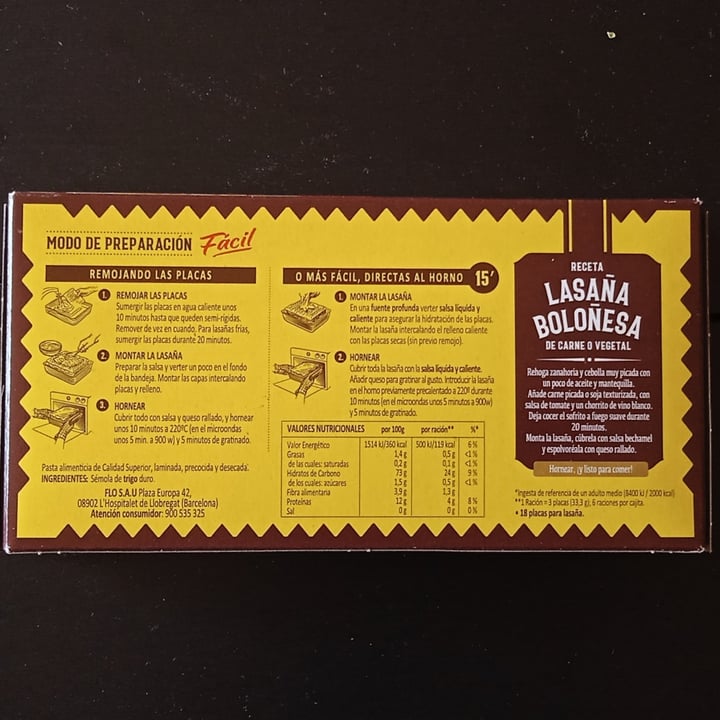 MODO DE PREPARACIÓN Fácil
REMOJANDO LAS PLACAS
1. REMOJAR LAS PLACAS
Sumergir las placas en agua caliente unos
10 minutos hasta que queden semi-rígidas.
Remover de vez en cuando. Para lasañas frías,
sumergir las placas durante 20 minutos.
2. MONTAR LA LASAÑA
Preparar la salsa y verter un poco en el fondo
de la bandeja. Montar las capas intercalando
placas y relleno.
3. HORNEAR
Cubrir todo con salsa y queso rallado, y hornear
unos 10 minutos a 220ºC (en el microondas
unos 5 min. a 900 w) y 5 minutos de gratinado.
Pasta alimenticia de Calidad Superior, laminada, precocida y desecada.
INGREDIENTES: Sémola de trigo duro.
FLO S.A.U Plaza Europa 42,
08902 L'Hospitalet de Llobregat (Barcelona)
Atención consumidor: 900 535 325
O MÁS FÁCIL, DIRECTAS AL HORNO 15'
1. MONTAR LA LASAÑA
En una fuente profunda verter salsa líquida y
caliente para asegurar la hidratación de las placas.
Montar la lasaña intercalando el relleno caliente
con las placas secas (sin previo remojo).
2. HORNEAR
Cubrir toda la lasaña con la salsa líquida y caliente.
Añadir queso para gratinar al gusto. Introducir la lasaña
en el horno previamente precalentado a 220º durante
10 minutos (en el microondas unos 5 minutos a 900w)
y 5 minutos de gratinado.
VALORES NUTRICIONALES por 100g por ración** %*
Valor Energético 1514 kJ/360 kcal 500 kJ/119 kcal 6 %
Grasas 1,4 g 0,5 g <1 %
de las cuales: saturadas 0,2 g 0,1 g <1 %
Hidratos de Carbono 73 g 24 g 9 %
de los cuales: azúcares 1,5 g 0,5 g <1 %
Fibra alimentaria 3,9 g 1,3 g
Proteínas 12 g 4 g 8 %
Sal 0 g 0 g 0 %
RECETA
LASAÑA
BOLOÑESA
DE CARNE O VEGETAL
Rehoga zanahoria y cebolla muy picada con
un poco de aceite y mantequilla.
Añade carne picada o soja texturizada, con
salsa de tomate y un chorrito de vino blanco.
Deja cocer el sofrito a fuego suave durante
20 minutos.
Monta la lasaña, cúbrela con salsa bechamel
y espolvoréala con queso rallado.
Hornear, ¡y listo para comer!
*Ingesta de referencia de un adulto medio (8400 kJ / 2000 kcal)
**1 Ración = 3 placas (33,3 g), 6 raciones por cajita.
• 18 placas para lasaña.